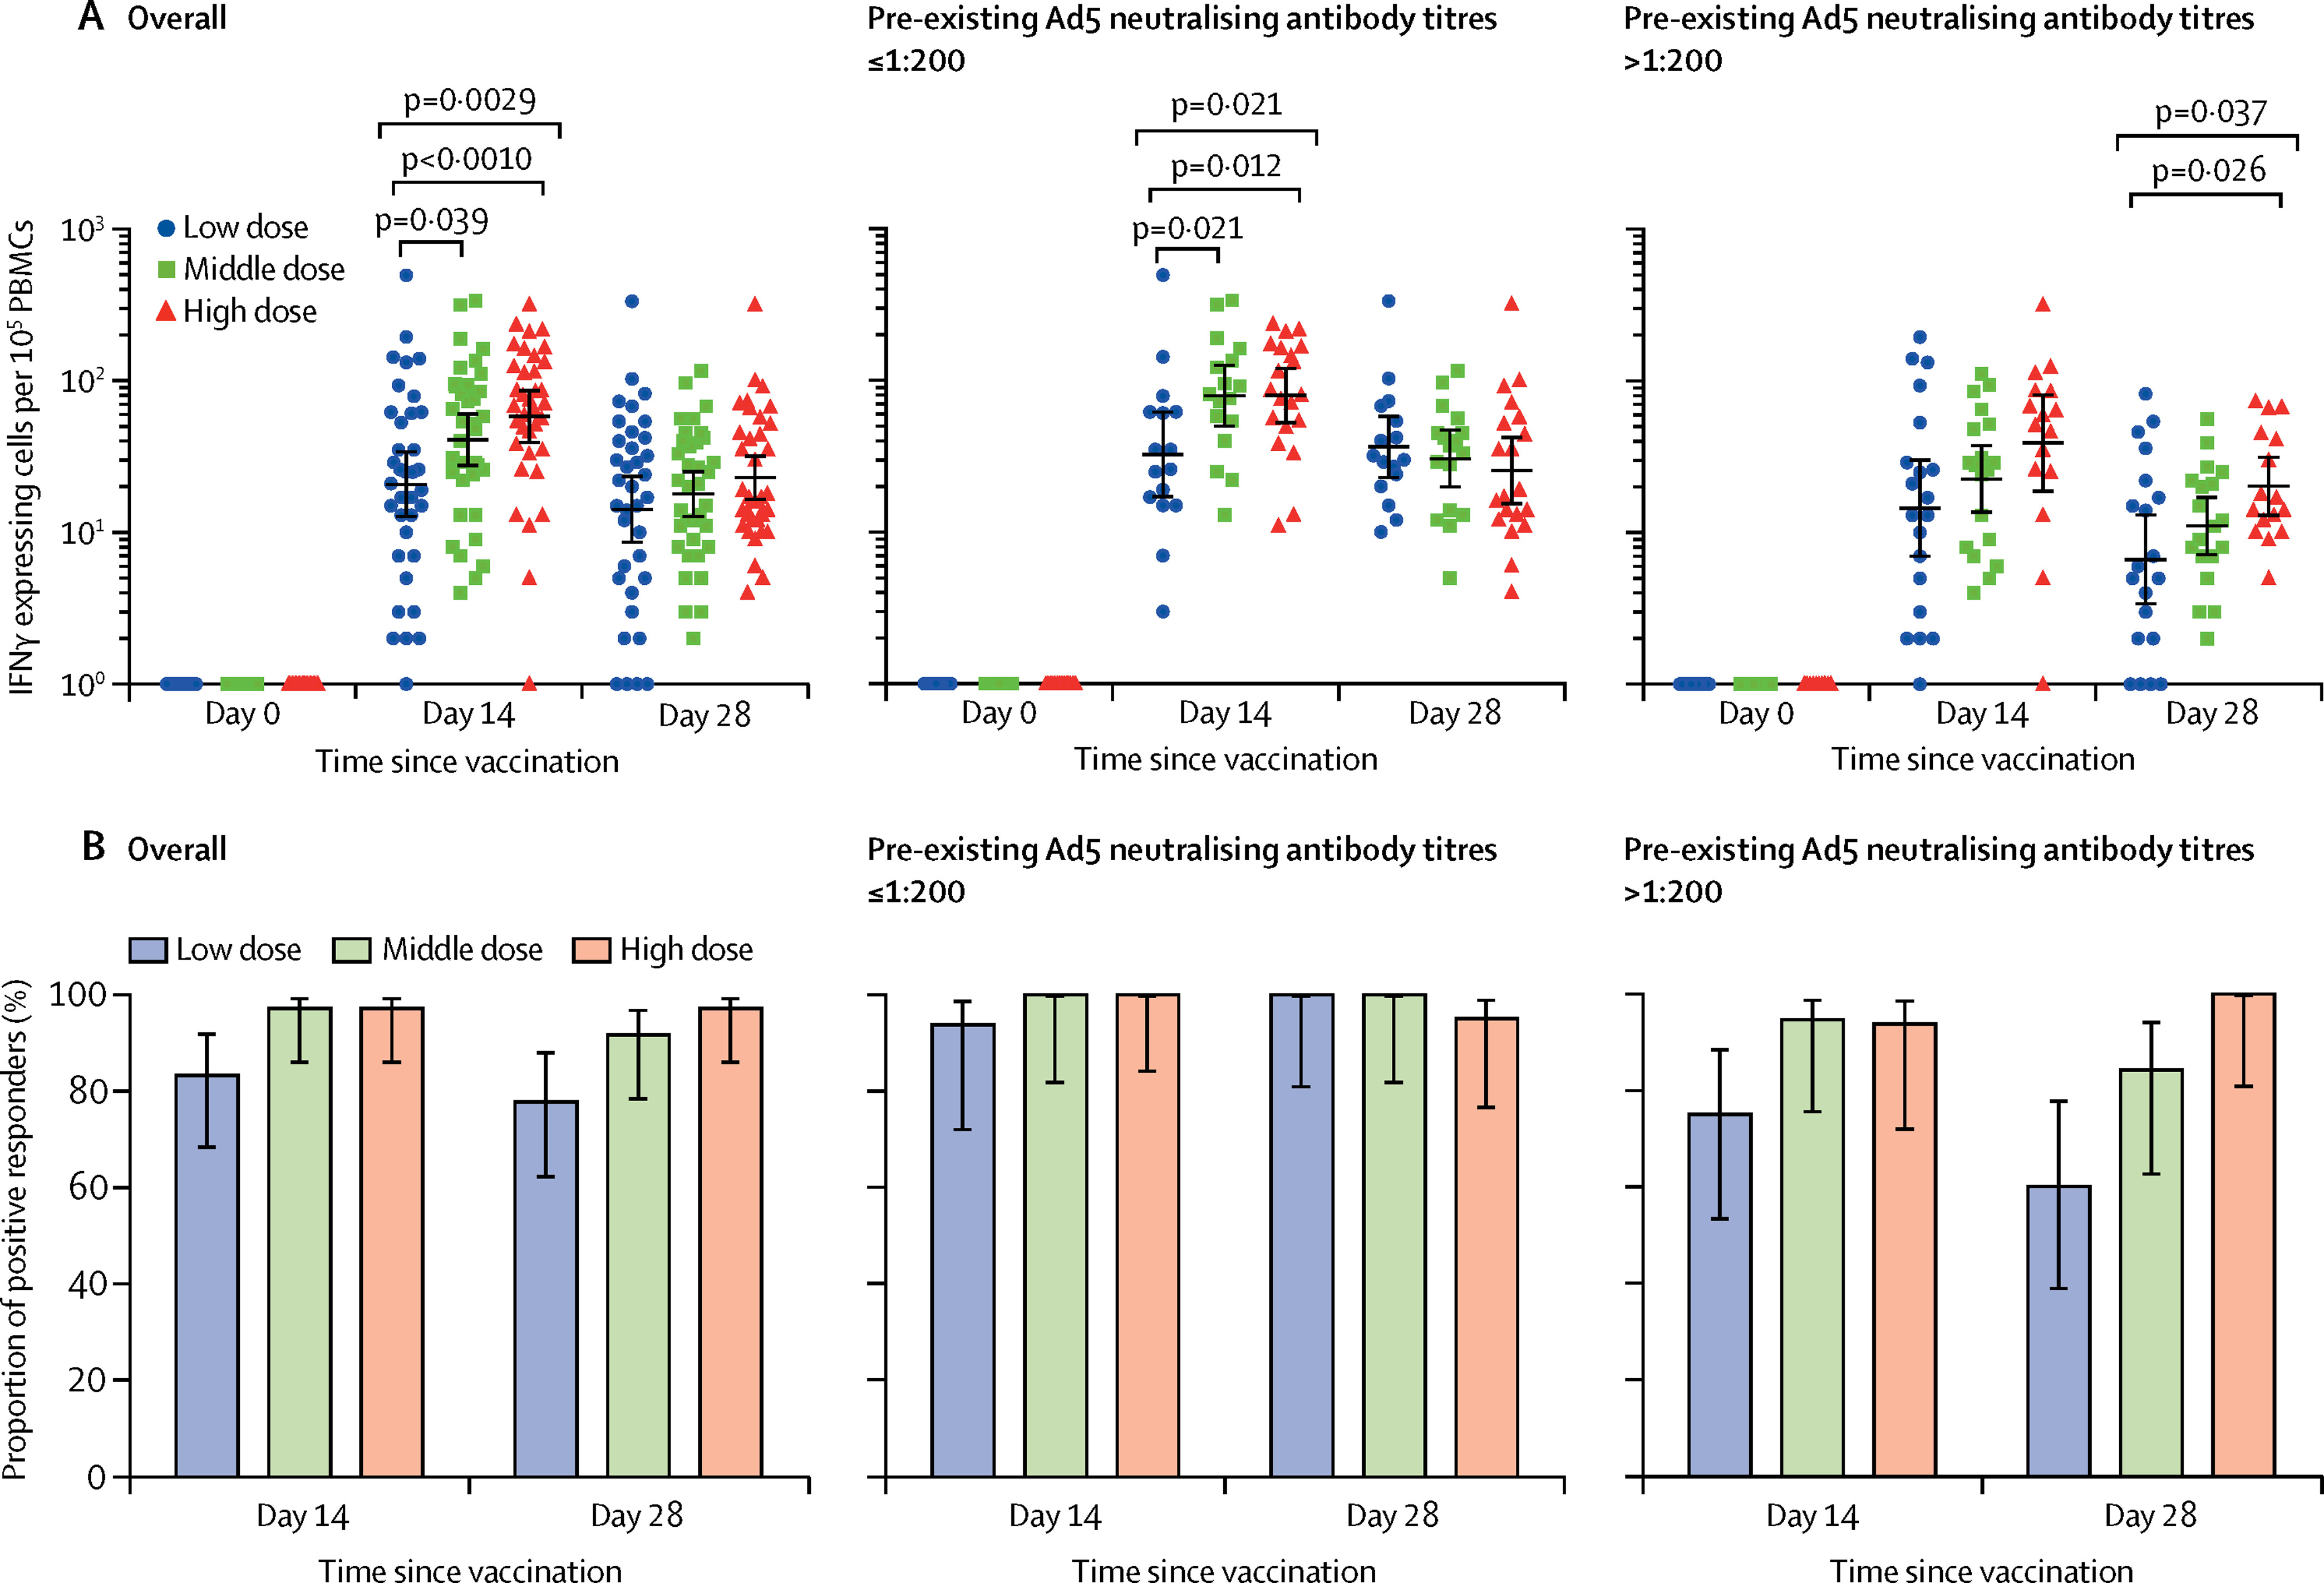 A Overall
Pre-existing Ad5 neutralising antibody titres
≤1:200
Pre-existing Ad5 neutralising antibody titres
>1:200
p=0·0029
p<0·0010
p=0·039
p=0·021
p=0·012
p=0·021
p=0·037
p=0·026
IFNγ expressing cells per 10⁵ PBMCs
10³
10²
10¹
10⁰
Low dose
Middle dose
High dose
Day 0
Day 14
Day 28
Time since vaccination
Day 0
Day 14
Day 28
Time since vaccination
Day 0
Day 14
Day 28
Time since vaccination
B Overall
Pre-existing Ad5 neutralising antibody titres
≤1:200
Pre-existing Ad5 neutralising antibody titres
>1:200
Low dose
Middle dose
High dose
Proportion of positive responders (%)
100
80
60
40
20
0
Day 14
Day 28
Time since vaccination
Day 14
Day 28
Time since vaccination
Day 14
Day 28
Time since vaccination